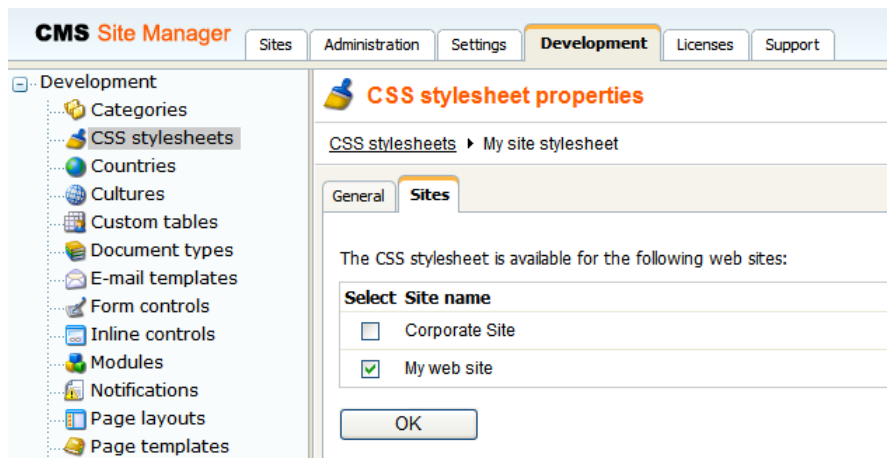 CMS Site Manager
Sites
Administration
Settings
Development
Licenses
Support
Development
Categories
CSS stylesheets
Countries
Cultures
Custom tables
Document types
E-mail templates
Form controls
Inline controls
Modules
Notifications
Page layouts
Page templates
CSS stylesheet properties
CSS stylesheets My site stylesheet
General
Sites
The CSS stylesheet is available for the following web sites:
Select Site name
Corporate Site
My web site
OK